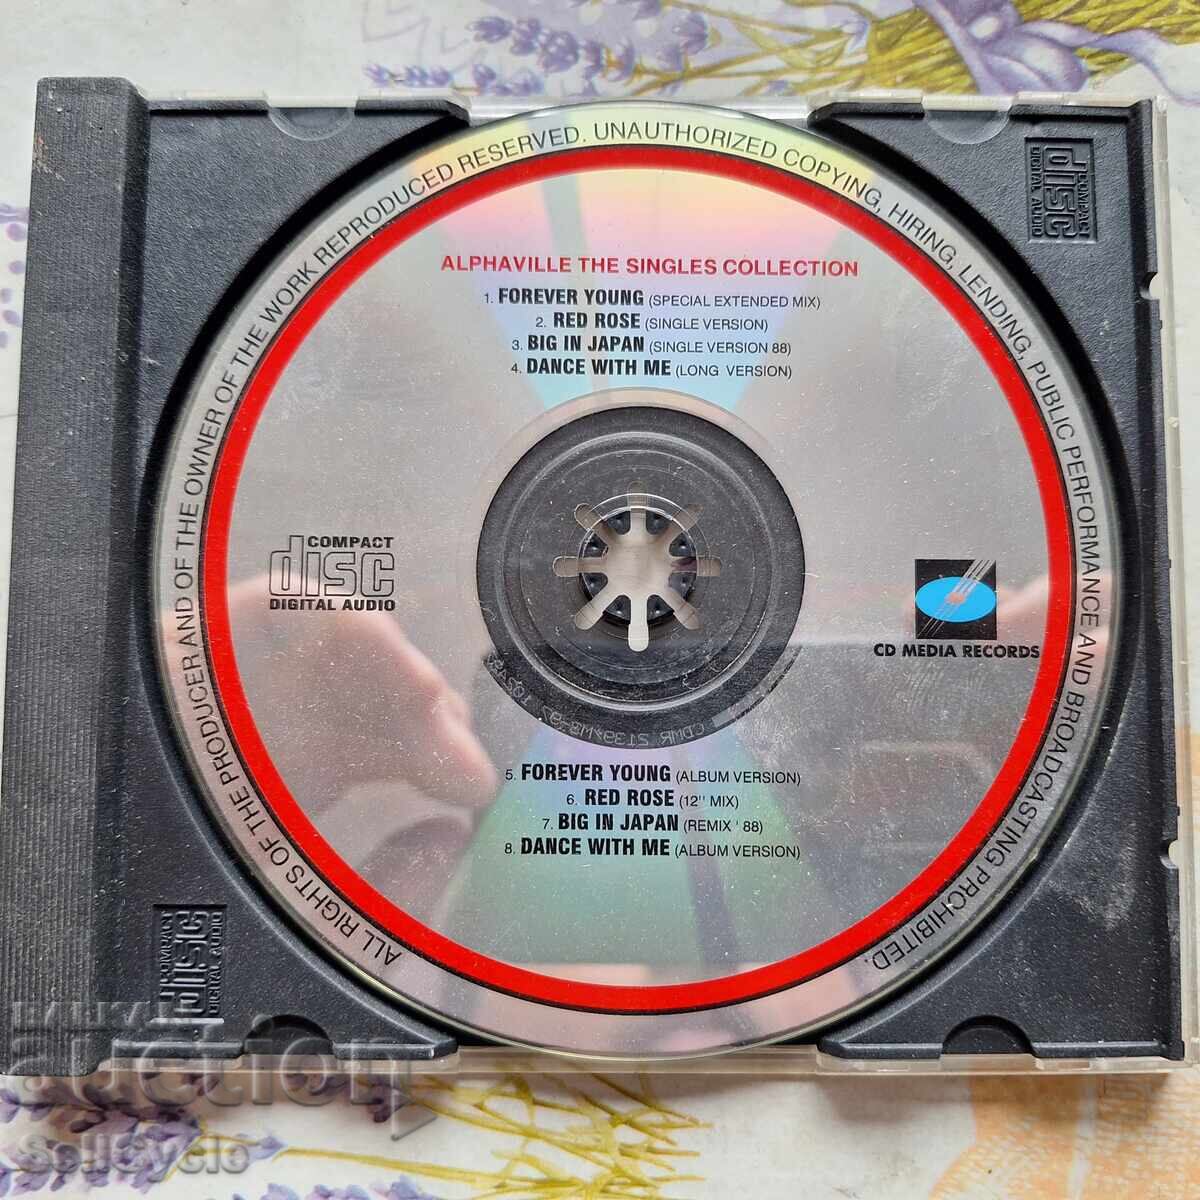 ALL RIGHTS OF THE PRODUCER AND OF THE OWNER OF THE WORK REPRODUCED RESERVED. UNAUTHORIZED COPYING, HIRING, LENDING, PUBLIC PERFORMANCE AND BROADCASTING PRCHIBITED.
ALPHAVILLE THE SINGLES COLLECTION
1. FOREVER YOUNG (SPECIAL EXTENDED MIX)
2. RED ROSE (SINGLE VERSION)
3. BIG IN JAPAN (SINGLE VERSION 88)
4. DANCE WITH ME (LONG VERSION)
COMPACT
disc
DIGITAL AUDIO
CD MEDIA RECORDS
5. FOREVER YOUNG (ALBUM VERSION)
6. RED ROSE (12'' MIX)
7. BIG IN JAPAN (REMIX ' 88)
8. DANCE WITH ME (ALBUM VERSION)
COMPACT
disc
DIGITAL AUDIO
COMPACT
disc
DIGITAL AUDIO
auction
SellCycle